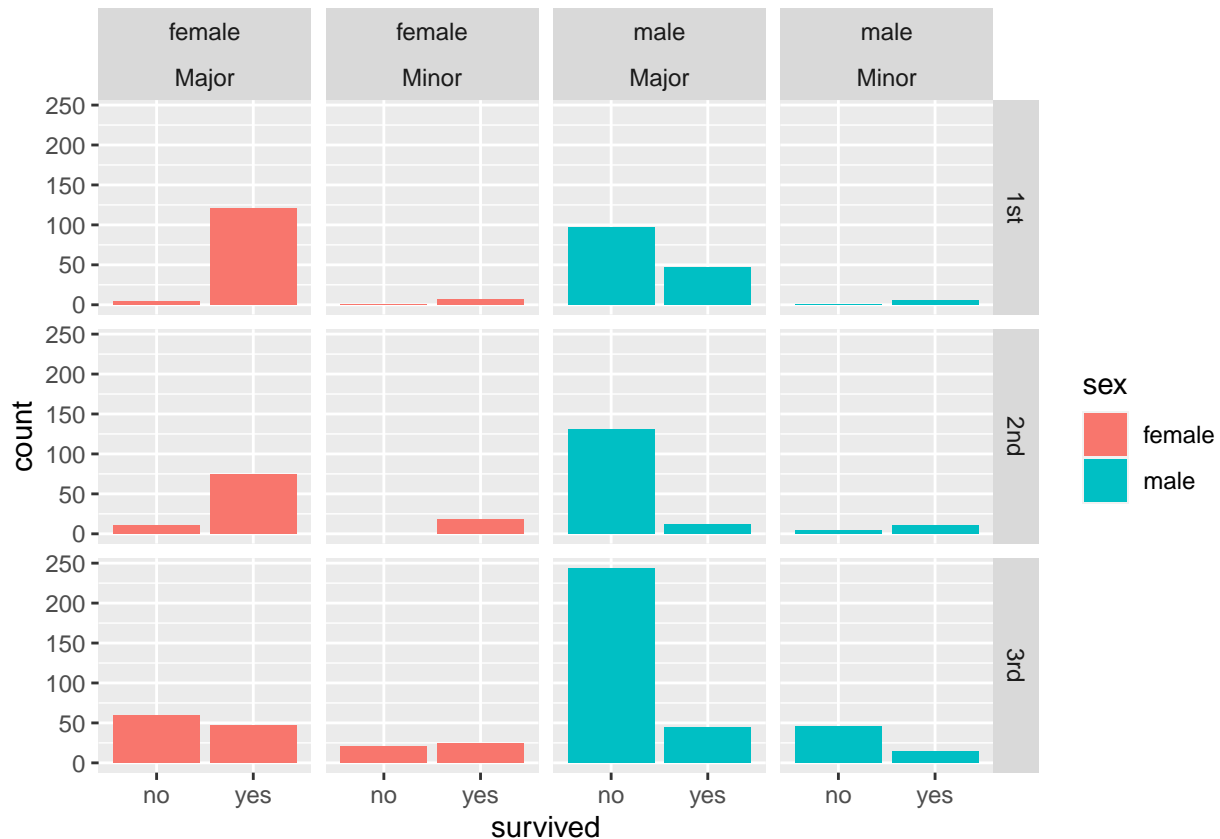 female female male male
Major Minor Major Minor
250
200
150
100
50
0
1st
250
200
150
100
50
0
2nd
250
200
150
100
50
0
3rd
no yes no yes no yes no yes
survived
count
sex
female
male